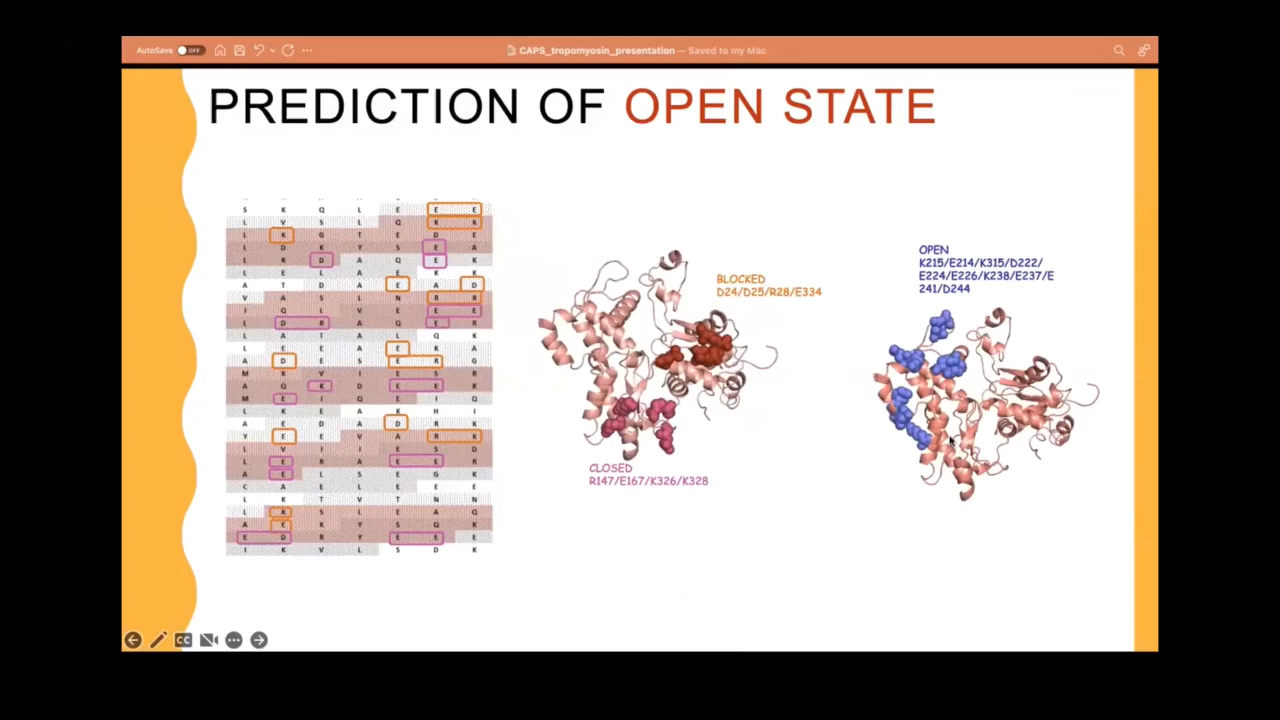 AutoSave OFF
CAPS_tropomyosin_presentation — Saved to my Mac
PREDICTION OF OPEN STATE
S K Q L E E E
L V S L Q K R
L K G T E D E
L D K Y S E A
L K D A Q E K
L E L A E K K
A T D A E A D
V A S L N R R
I Q L V E E E
L D R A Q E R
L A T A L Q K
L E E A E K A
A D E S E R G
M K V I E S R
A Q K D E E K
M E I Q E I Q
L K E A K H I
A E D A D R K
Y E E V A R K
L V I I E S D
L E R A E E R
A E L S E G K
C A E L E E E
L K T V T N N
L K S L E A Q
A E K Y S Q K
E D R Y E E E
I K V L S D K
BLOCKED
D24/D25/R28/E334
CLOSED
R147/E167/K326/K328
OPEN
K215/E214/K315/D222/
E224/E226/K238/E237/E
241/D244
CC